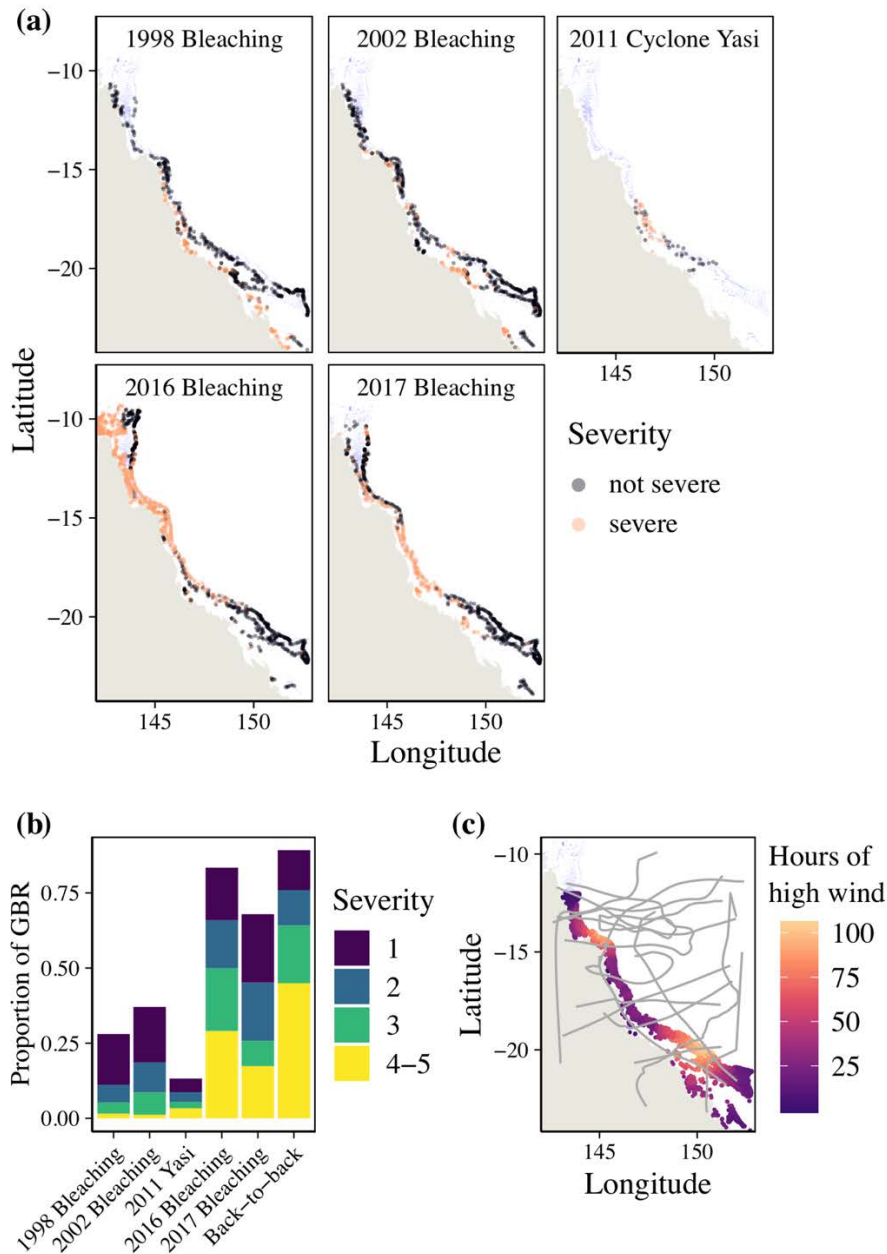 (a)
1998 Bleaching
2002 Bleaching
2011 Cyclone Yasi
−10
−15
−20
145
150
Latitude
2016 Bleaching
2017 Bleaching
−10
−15
−20
145
150
145
150
Longitude
Severity
not severe
severe
(b)
Proportion of GBR
0.75
0.50
0.25
0.00
1998 Bleaching
2002 Bleaching
2011 Yasi
2016 Bleaching
2017 Bleaching
Back−to−back
Severity
1
2
3
4−5
(c)
Latitude
−10
−15
−20
145
150
Longitude
Hours of
high wind
100
75
50
25